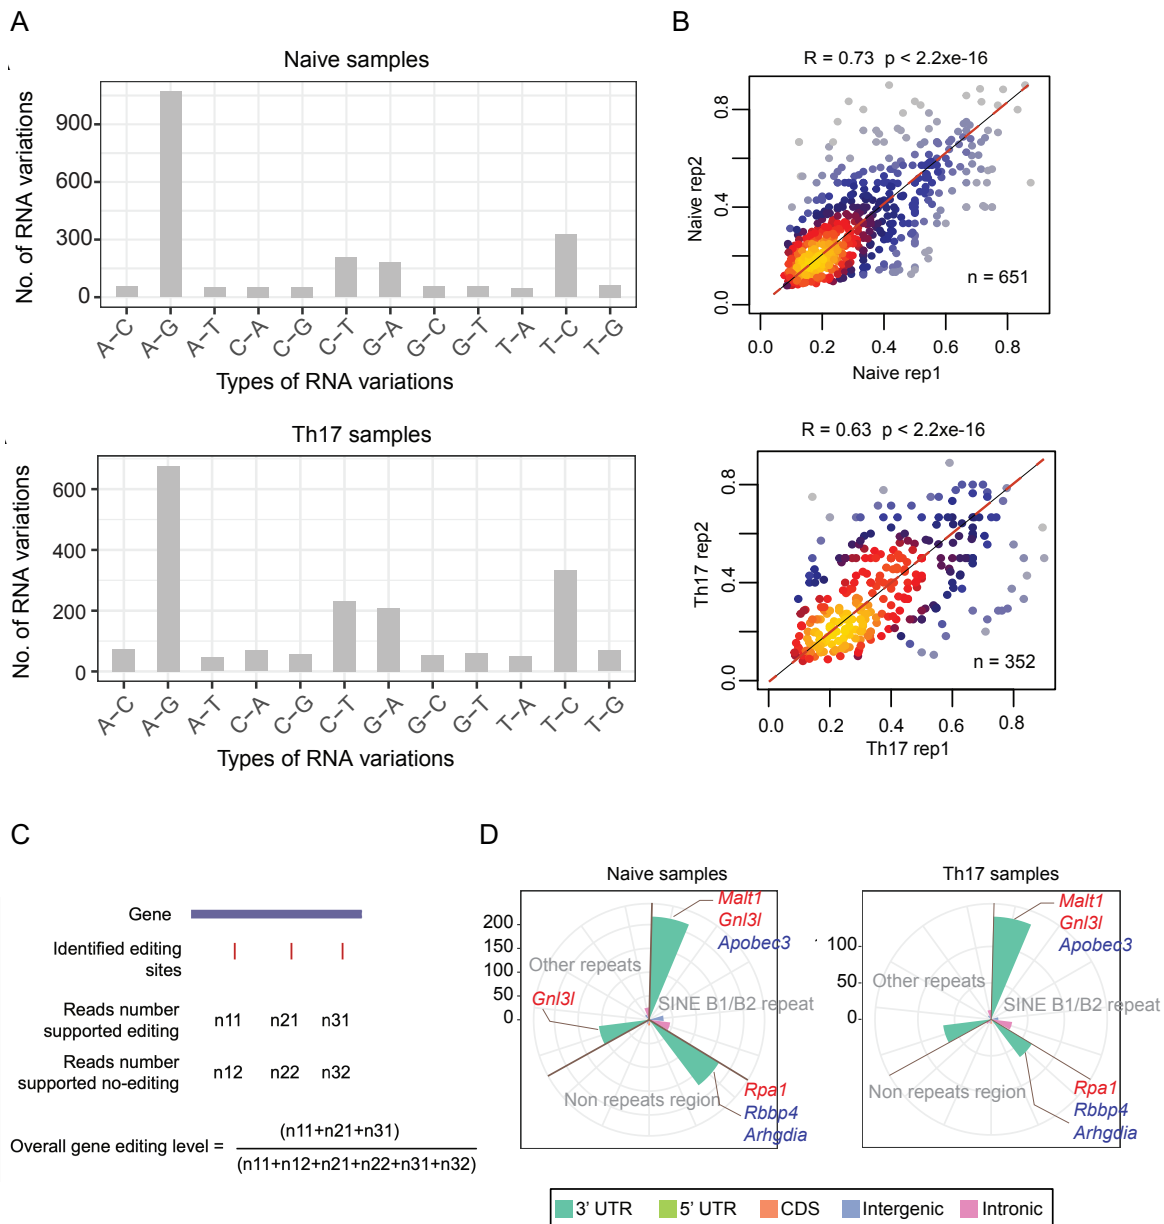 A
Naive samples
No. of RNA variations
900
600
300
0
A−C A−G A−T C−A C−G C−T G−A G−C G−T T−A T−C T−G
Types of RNA variations
Th17 samples
No. of RNA variations
600
400
200
0
A−C A−G A−T C−A C−G C−T G−A G−C G−T T−A T−C T−G
Types of RNA variations
B
R = 0.73 p < 2.2xe-16
Naive rep2
0.8
0.4
0.0
n = 651
0.0 0.2 0.4 0.6 0.8
Naive rep1
R = 0.63 p < 2.2xe-16
Th17 rep2
0.8
0.4
0.0
n = 352
0.0 0.2 0.4 0.6 0.8
Th17 rep1
C
Gene
Identified editing
sites
Reads number
supported editing
n11 n21 n31
Reads number
supported no-editing
n12 n22 n32
Overall gene editing level =
(n11+n21+n31)
(n11+n12+n21+n22+n31+n32)
D
Naive samples
200
150
100
50
0
Malt1
Gnl3l
Apobec3
Other repeats
Gnl3l
SINE B1/B2 repeat
Non repeats region
Rpa1
Rbbp4
Arhgdia
Th17 samples
100
50
0
Malt1
Gnl3l
Apobec3
Other repeats
SINE B1/B2 repeat
Non repeats region
Rpa1
Rbbp4
Arhgdia
3' UTR 5' UTR CDS Intergenic Intronic